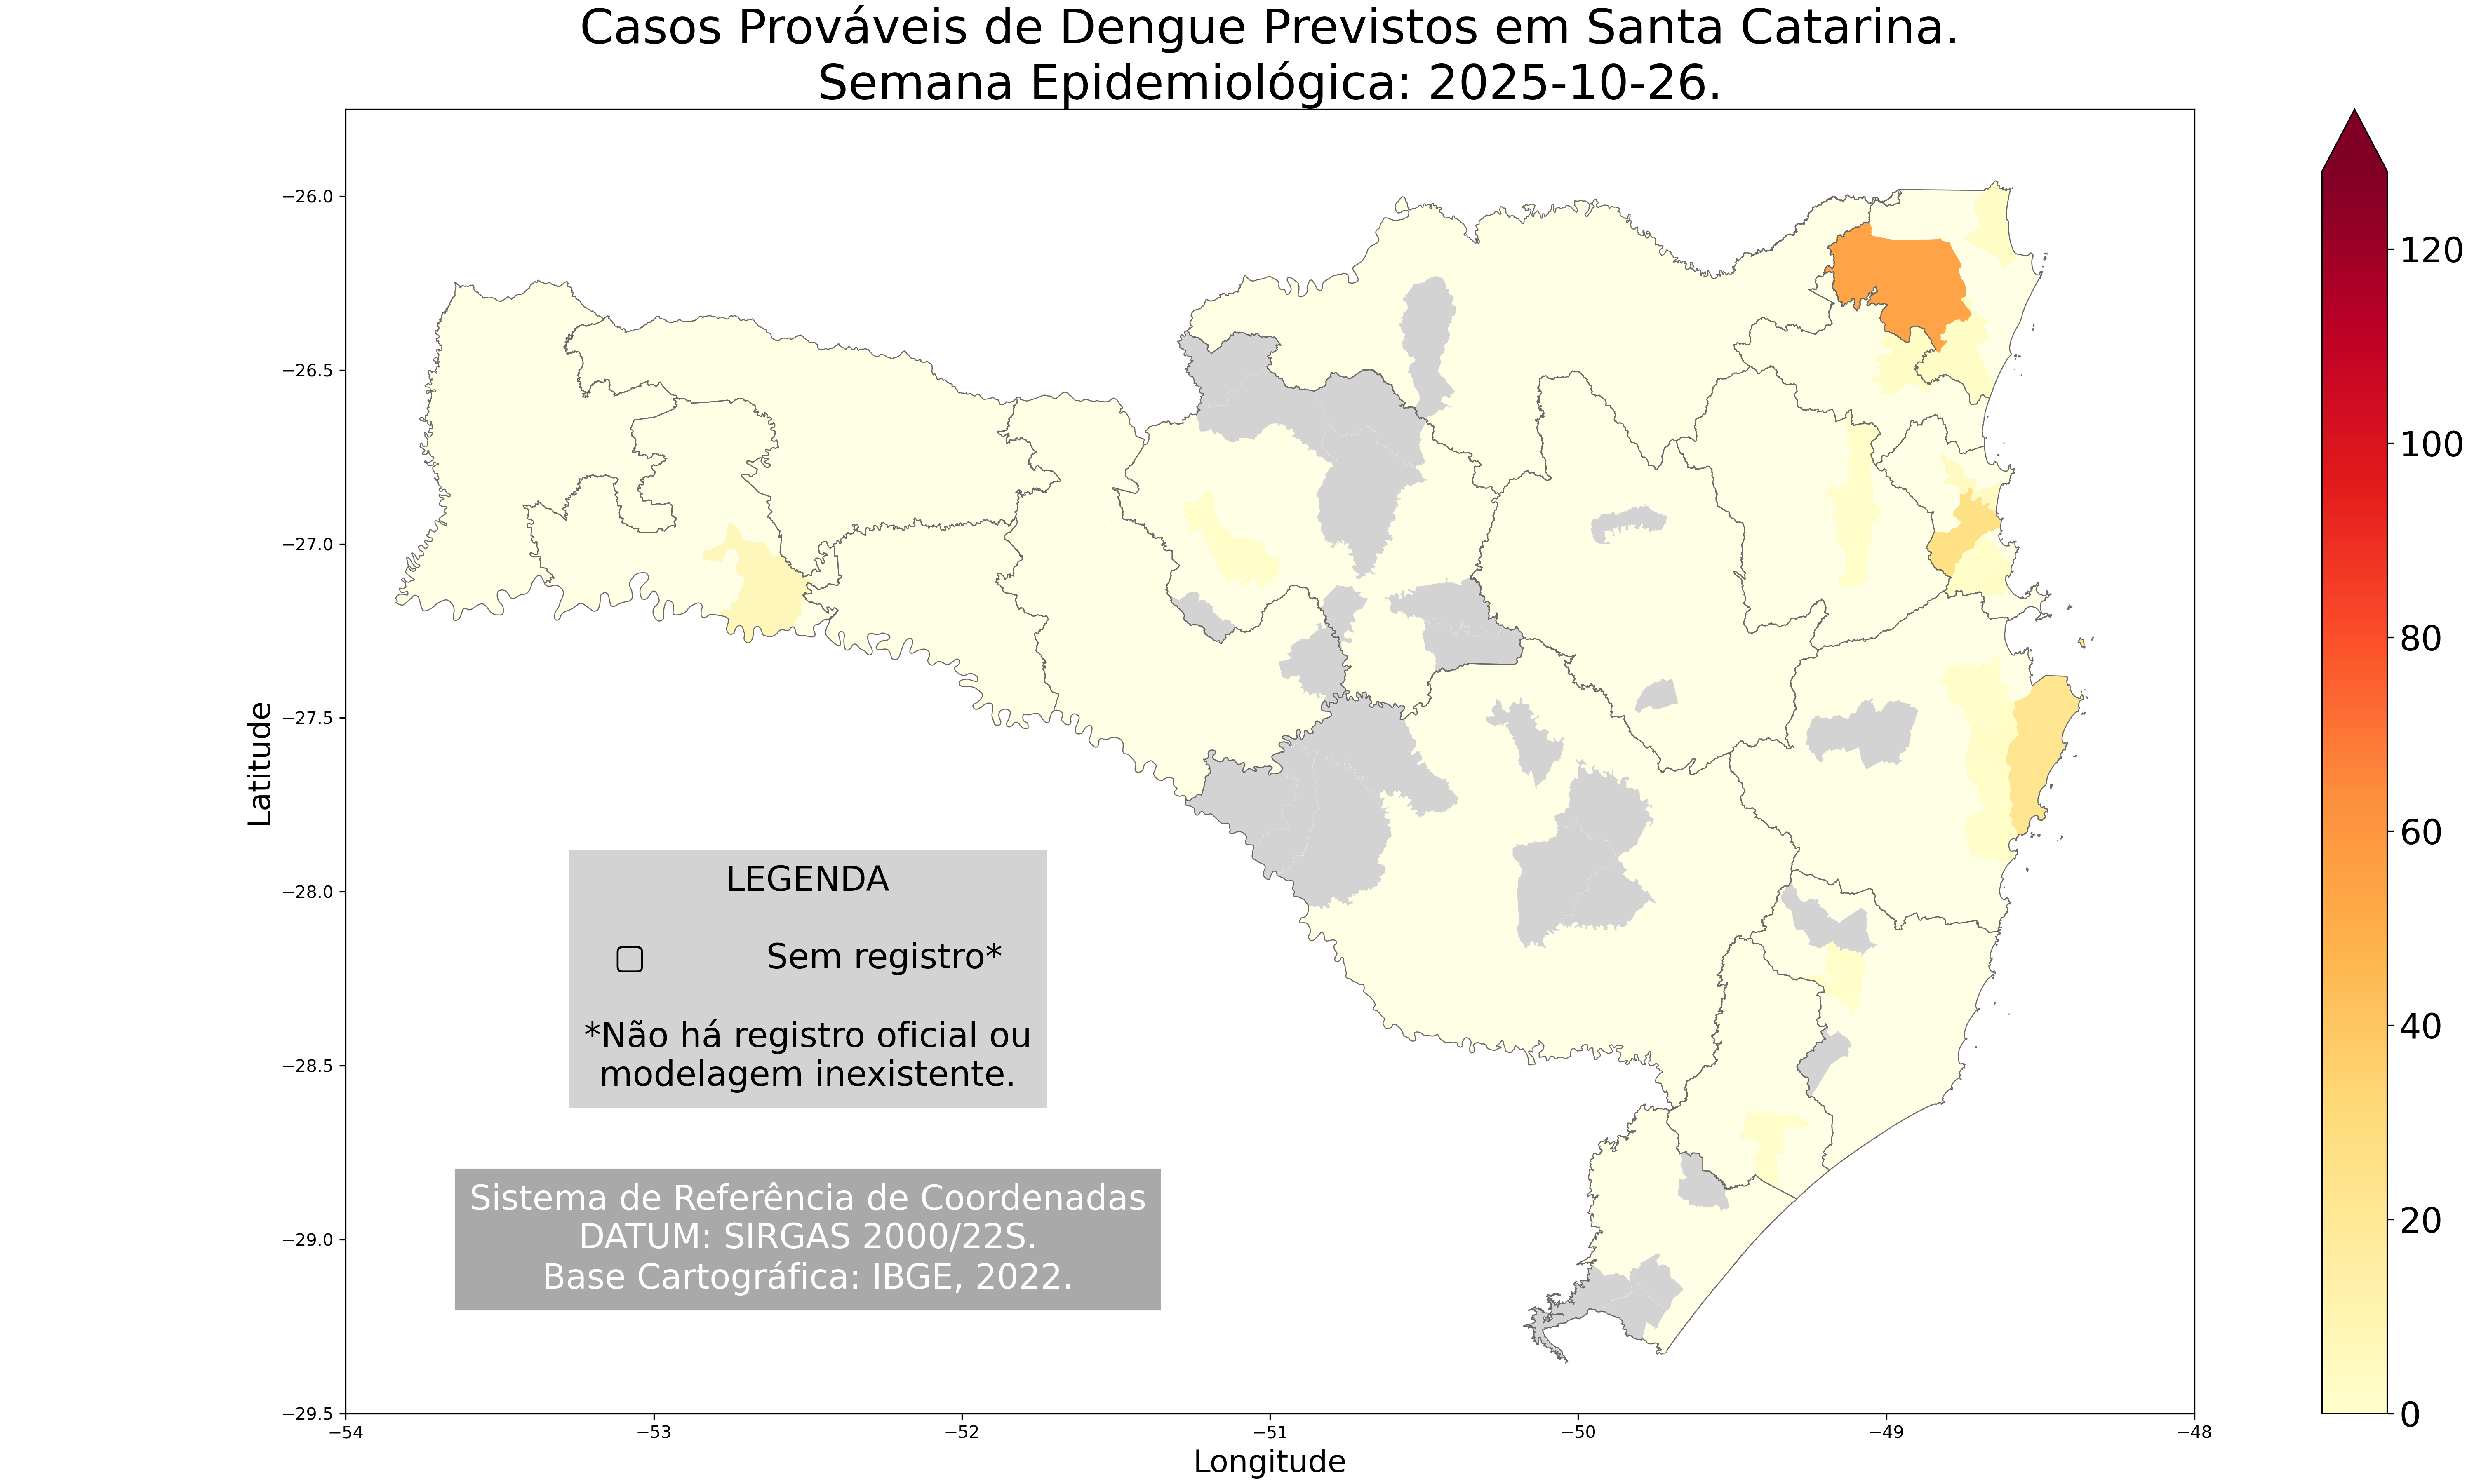 Casos Prováveis de Dengue Previstos em Santa Catarina.
Semana Epidemiológica: 2025-10-26.
−26.0
−26.5
−27.0
−27.5
−28.0
−28.5
−29.0
−29.5
Latitude
−54
−53
−52
−51
−50
−49
−48
Longitude
LEGENDA
Sem registro*
*Não há registro oficial ou
modelagem inexistente.
Sistema de Referência de Coordenadas
DATUM: SIRGAS 2000/22S.
Base Cartográfica: IBGE, 2022.
120
100
80
60
40
20
0